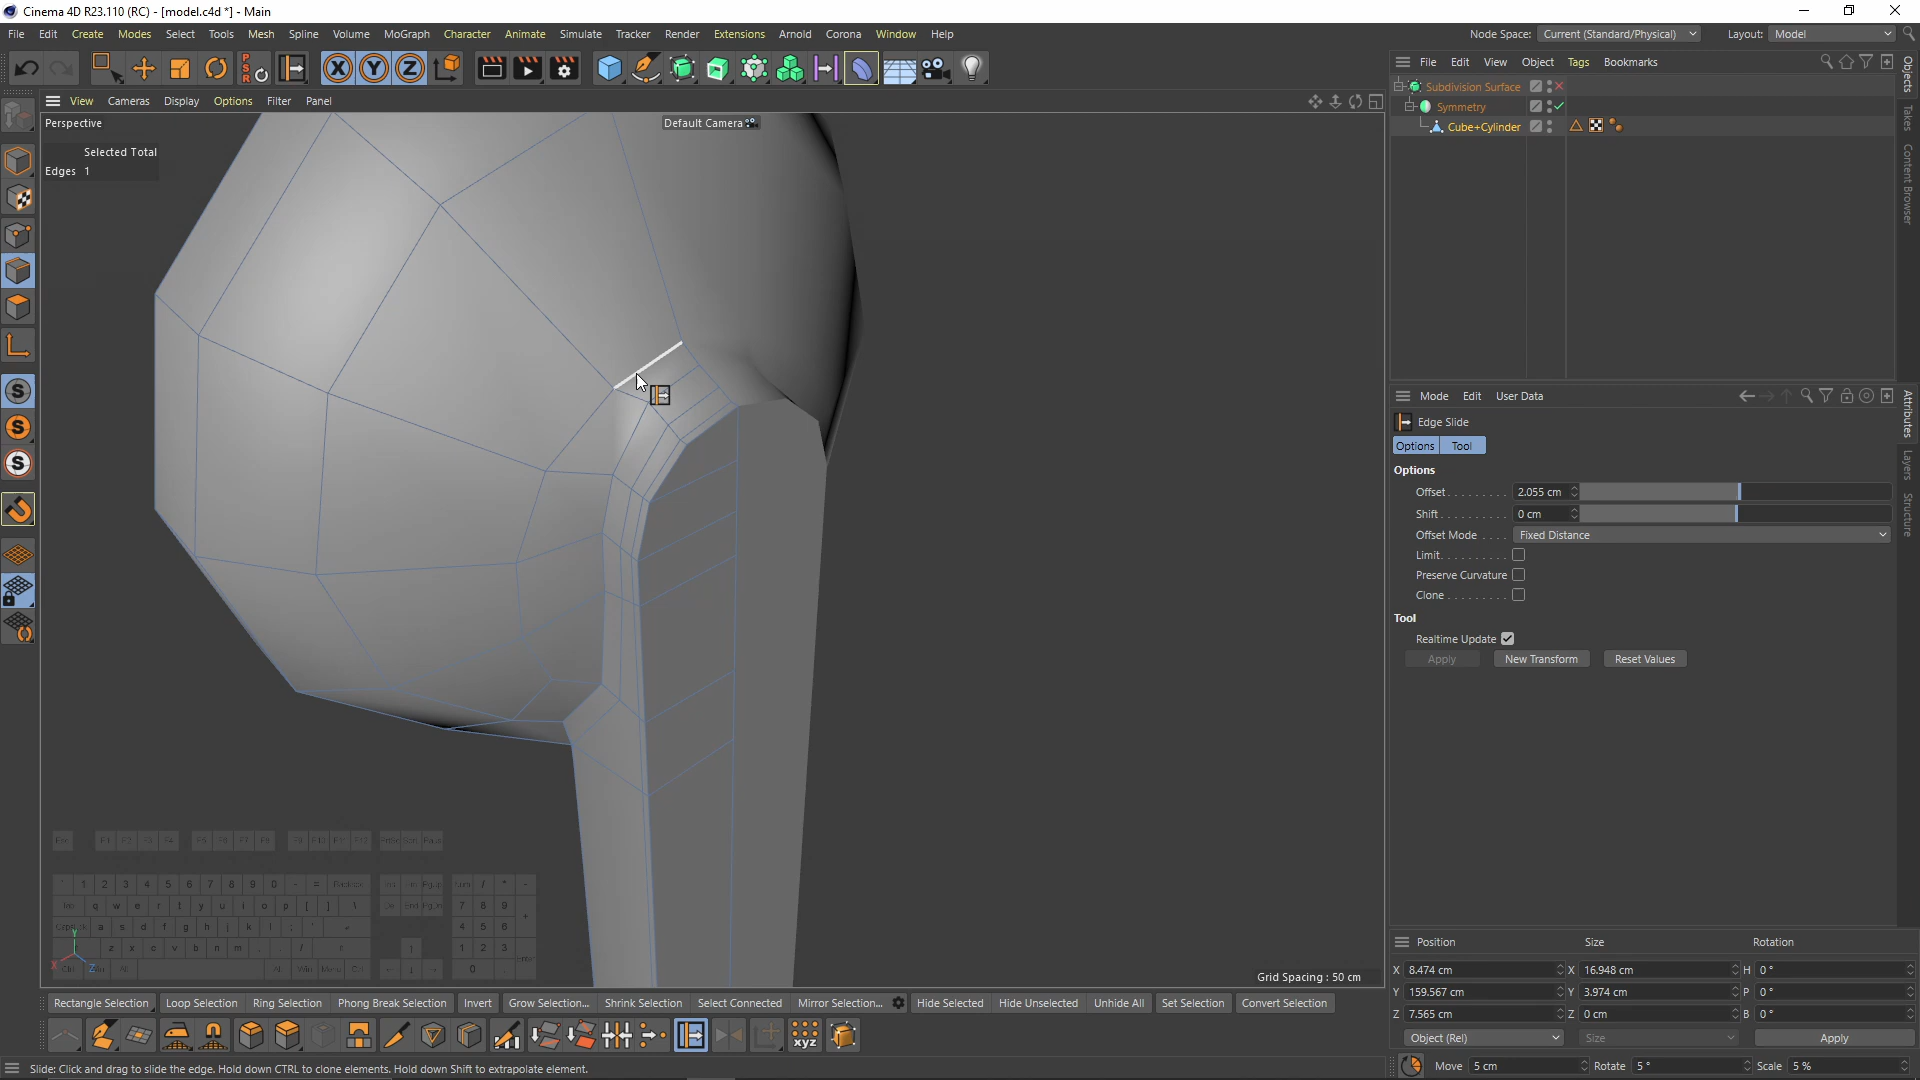 Cinema 4D R23.110 (RC) - [model.c4d *] - Main
File Edit Create Modes Select Tools Mesh Spline Volume MoGraph Character Animate Simulate Tracker Render Extensions Arnold Corona Window Help
Node Space: Current (Standard/Physical) Layout: Model
X Y Z
PSR
View Cameras Display Options Filter Panel
File Edit View Object Tags Bookmarks
Perspective
Default Camera
Selected Total
Edges 1
Subdivision Surface
Symmetry
Cube+Cylinder
Objects
Takes
Content Browser
Mode Edit User Data
Edge Slide
Options Tool
Options
Offset 2.055 cm
Shift 0 cm
Offset Mode Fixed Distance
Limit
Preserve Curvature
Clone
Tool
Realtime Update
Apply New Transform Reset Values
Attributes
Layers
Structure
Grid Spacing : 50 cm
Position Size Rotation
X 8.474 cm X 16.948 cm H 0°
Y 159.567 cm Y 3.974 cm P 0°
Z 7.565 cm Z 0 cm B 0°
Object (Rel) Size Apply
Rectangle Selection Loop Selection Ring Selection Phong Break Selection Invert Grow Selection... Shrink Selection Select Connected Mirror Selection... Hide Selected Hide Unselected Unhide All Set Selection Convert Selection
xyz
Slide: Click and drag to slide the edge. Hold down CTRL to clone elements. Hold down Shift to extrapolate element.
Move 5 cm Rotate 5° Scale 5 %